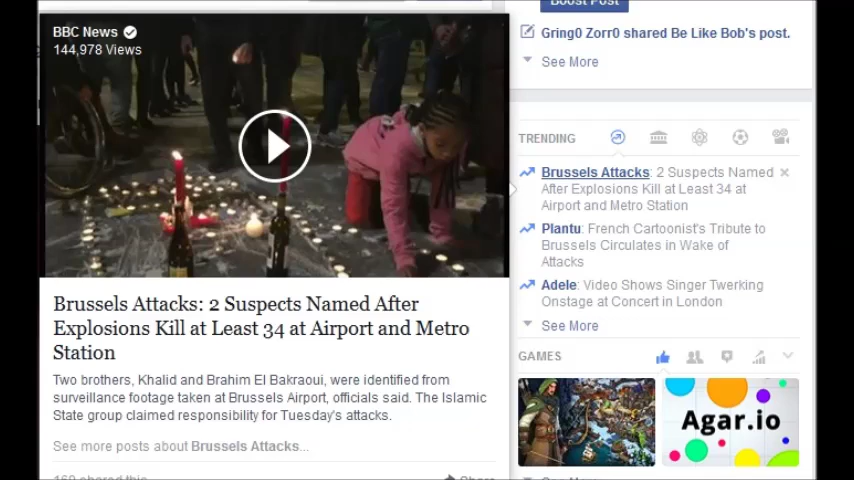 BBC News
144,978 Views
Brussels Attacks: 2 Suspects Named After
Explosions Kill at Least 34 at Airport and Metro
Station
Two brothers, Khalid and Brahim El Bakraoui, were identified from
surveillance footage taken at Brussels Airport, officials said. The Islamic
State group claimed responsibility for Tuesday's attacks.
See more posts about Brussels Attacks...
169 shared this
Share
Boost Post
Gring0 Zorr0 shared Be Like Bob's post.
See More
TRENDING
Brussels Attacks: 2 Suspects Named
After Explosions Kill at Least 34 at
Airport and Metro Station
Plantu: French Cartoonist's Tribute to
Brussels Circulates in Wake of
Attacks
Adele: Video Shows Singer Twerking
Onstage at Concert in London
See More
GAMES
Agar.io